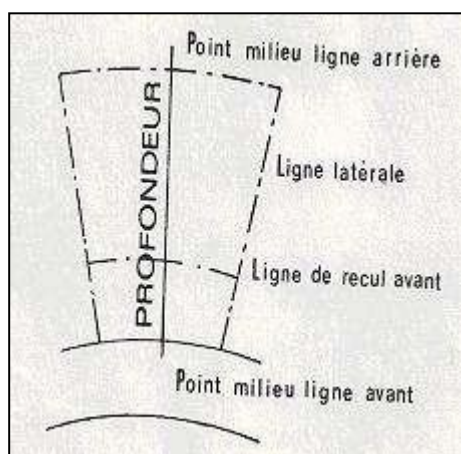 Point milieu ligne arrière
PROFONDEUR
Ligne latérale
Ligne de recul avant
Point milieu ligne avant